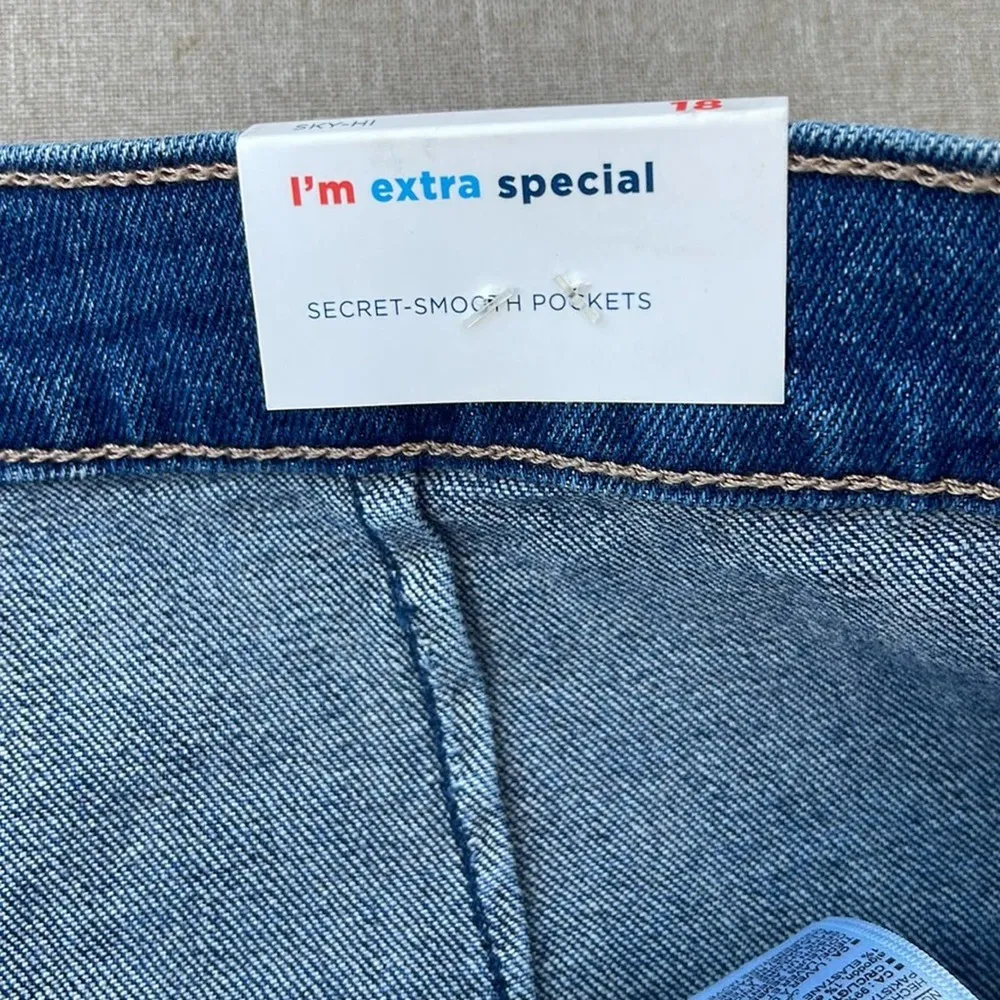 SKY-HI
18
I'm extra special
SECRET-SMOOTH POCKETS